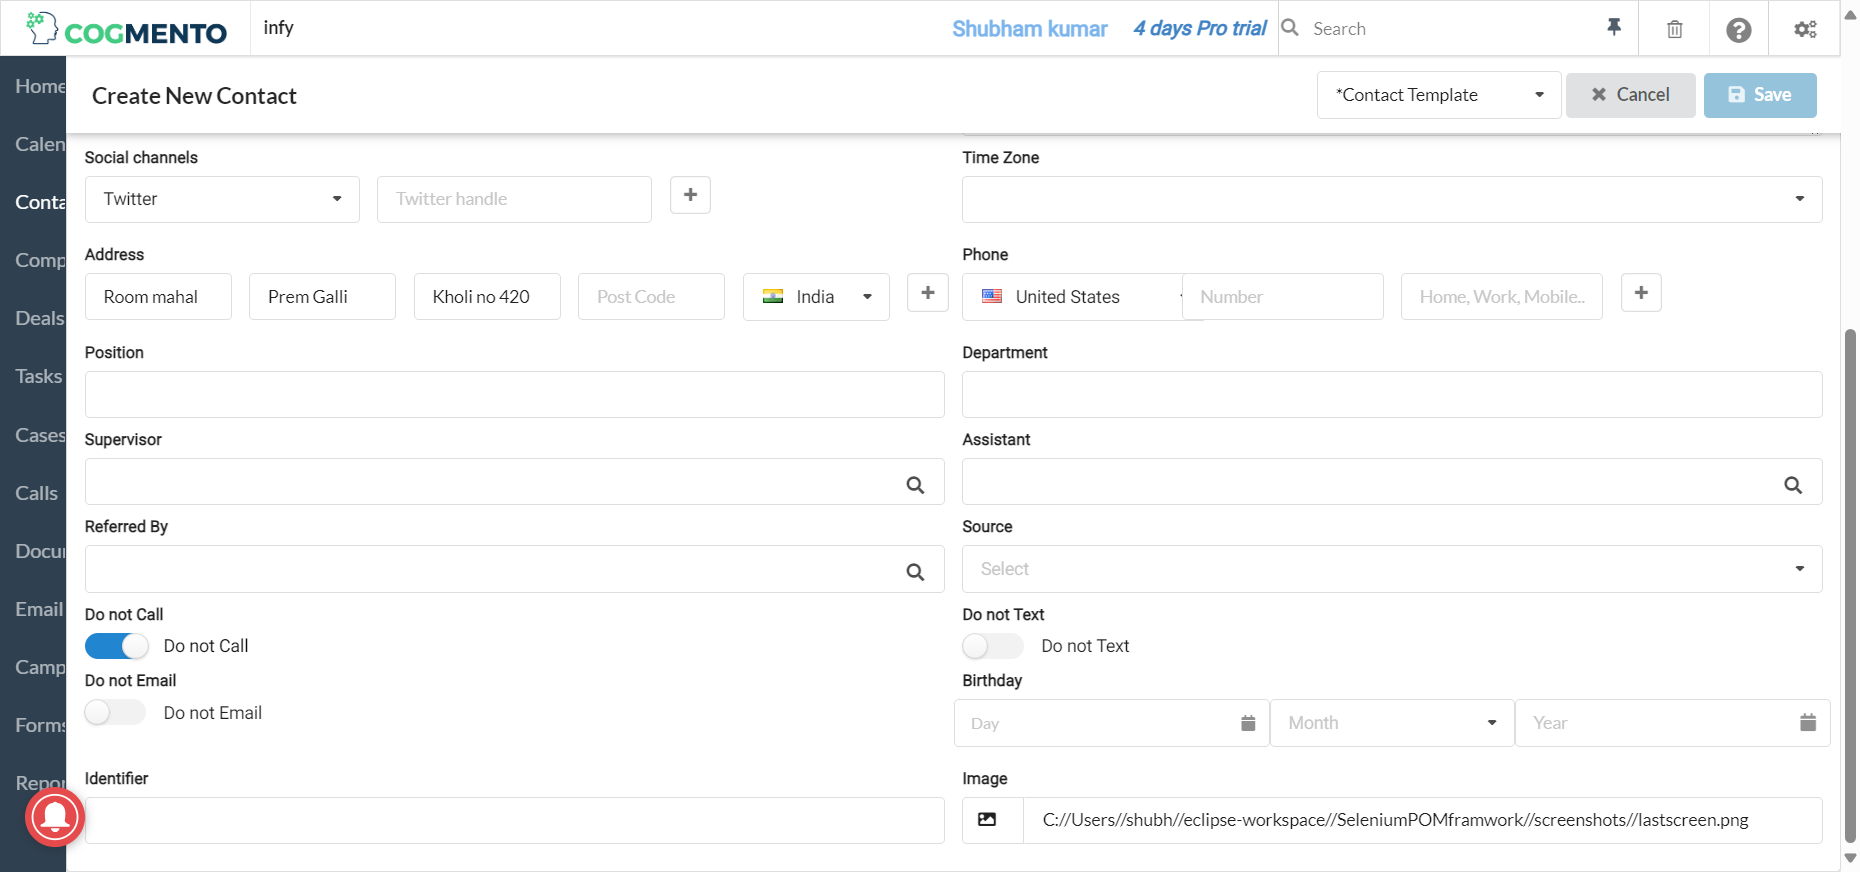 COGMENTO infy Shubham kumar 4 days Pro trial Search
Home
Create New Contact *Contact Template Cancel Save
Calen
Social channels Time Zone
Conta Twitter Twitter handle
Comp Address Phone
Room mahal Prem Galli Kholi no 420 Post Code India United States Number Home, Work, Mobile..
Deals
Position Department
Tasks
Cases Supervisor Assistant
Calls
Referred By Source
Docu
Select
Email Do not Call Do not Text
Do not Call Do not Text
Camp Do not Email Birthday
Do not Email Day Month Year
Forms
Repor Identifier Image
C://Users//shubh//eclipse-workspace//SeleniumPOMframwork//screenshots//lastscreen.png